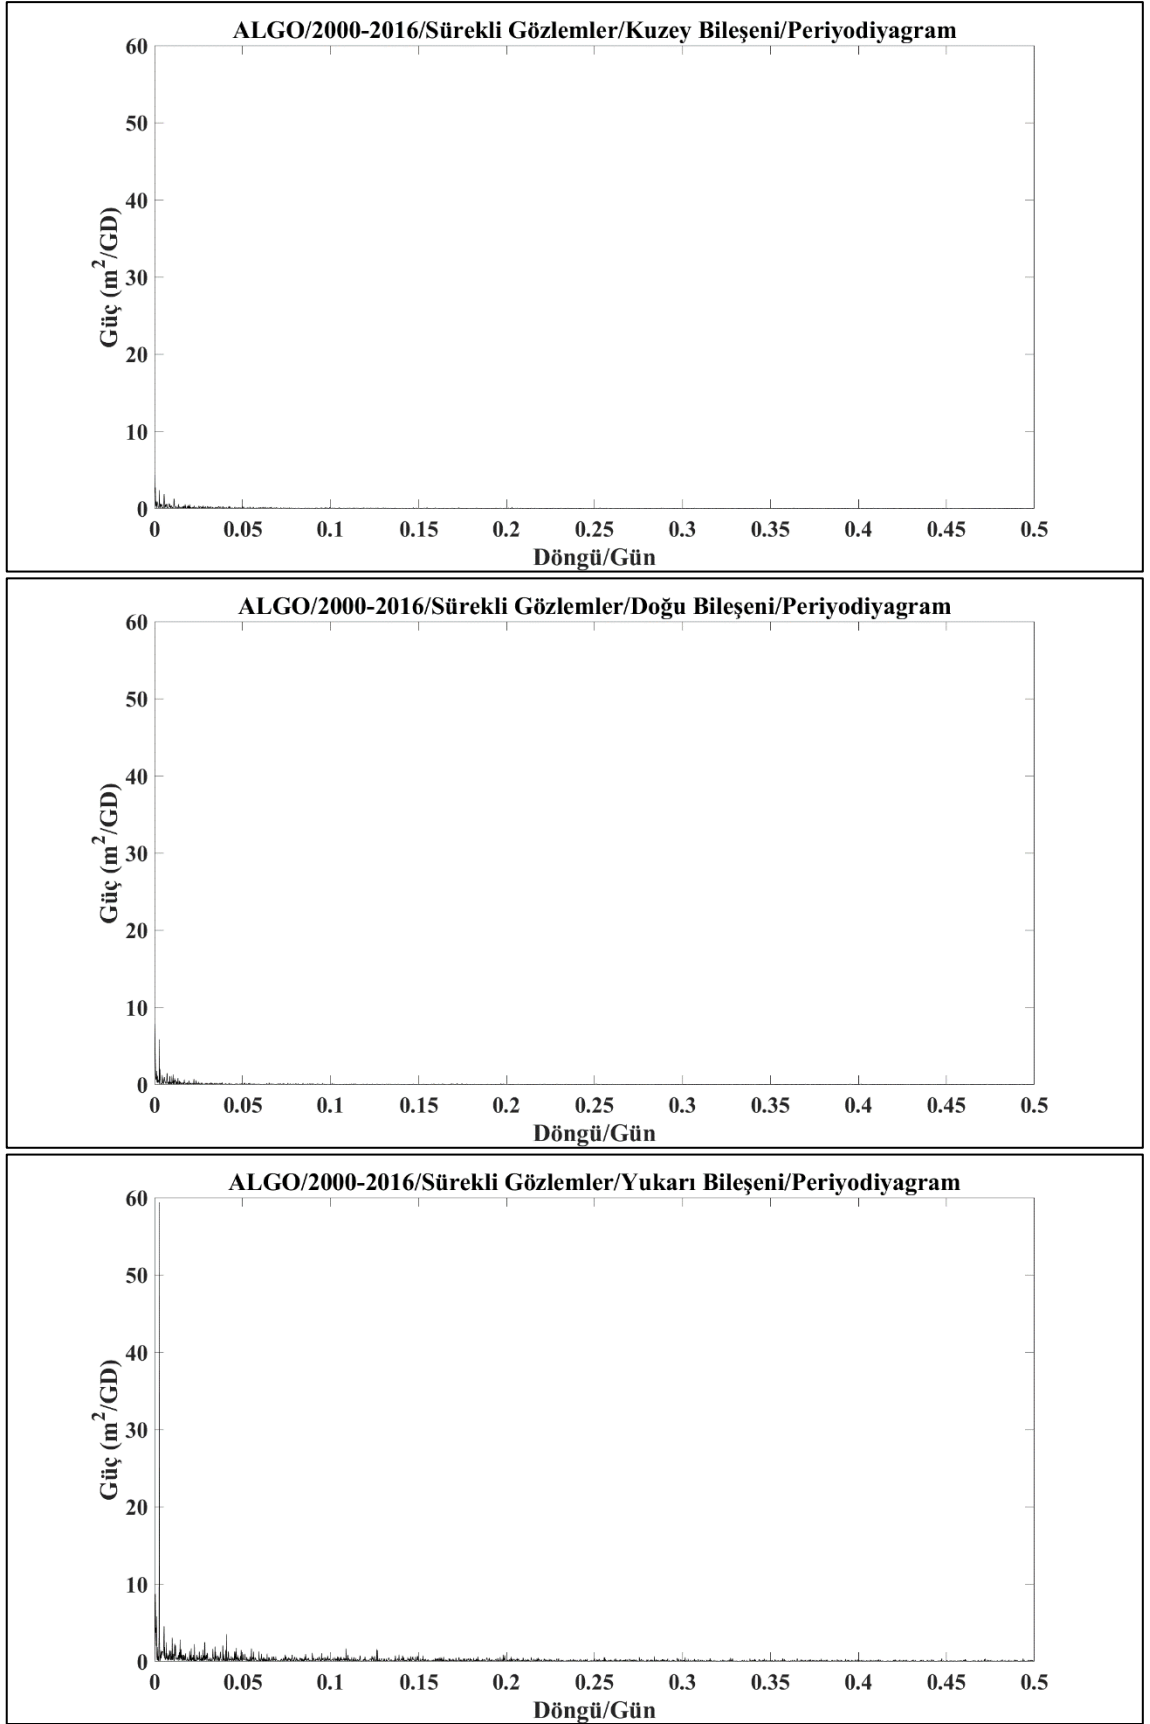 ALGO/2000-2016/Sürekli Gözlemler/Kuzey Bileşeni/Periyodiyagram
60
50
40
30
20
10
0
Güç (m²/GD)
0 0.05 0.1 0.15 0.2 0.25 0.3 0.35 0.4 0.45 0.5
Döngü/Gün
ALGO/2000-2016/Sürekli Gözlemler/Doğu Bileşeni/Periyodiyagram
60
50
40
30
20
10
0
Güç (m²/GD)
0 0.05 0.1 0.15 0.2 0.25 0.3 0.35 0.4 0.45 0.5
Döngü/Gün
ALGO/2000-2016/Sürekli Gözlemler/Yukarı Bileşeni/Periyodiyagram
60
50
40
30
20
10
0
Güç (m²/GD)
0 0.05 0.1 0.15 0.2 0.25 0.3 0.35 0.4 0.45 0.5
Döngü/Gün